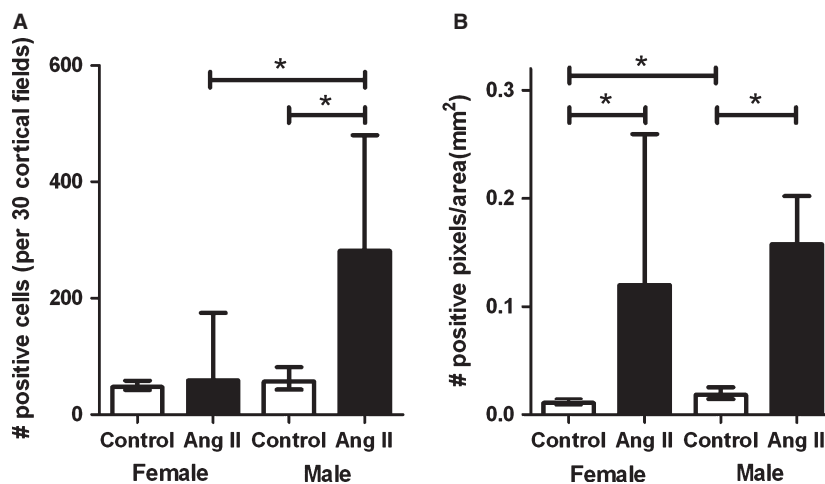 A
# positive cells (per 30 cortical fields)
600
400
200
0
*
*
Control Ang II Control Ang II
Female Male
B
# positive pixels/area(mm²)
0.3
0.2
0.1
0.0
*
*
*
Control Ang II Control Ang II
Female Male